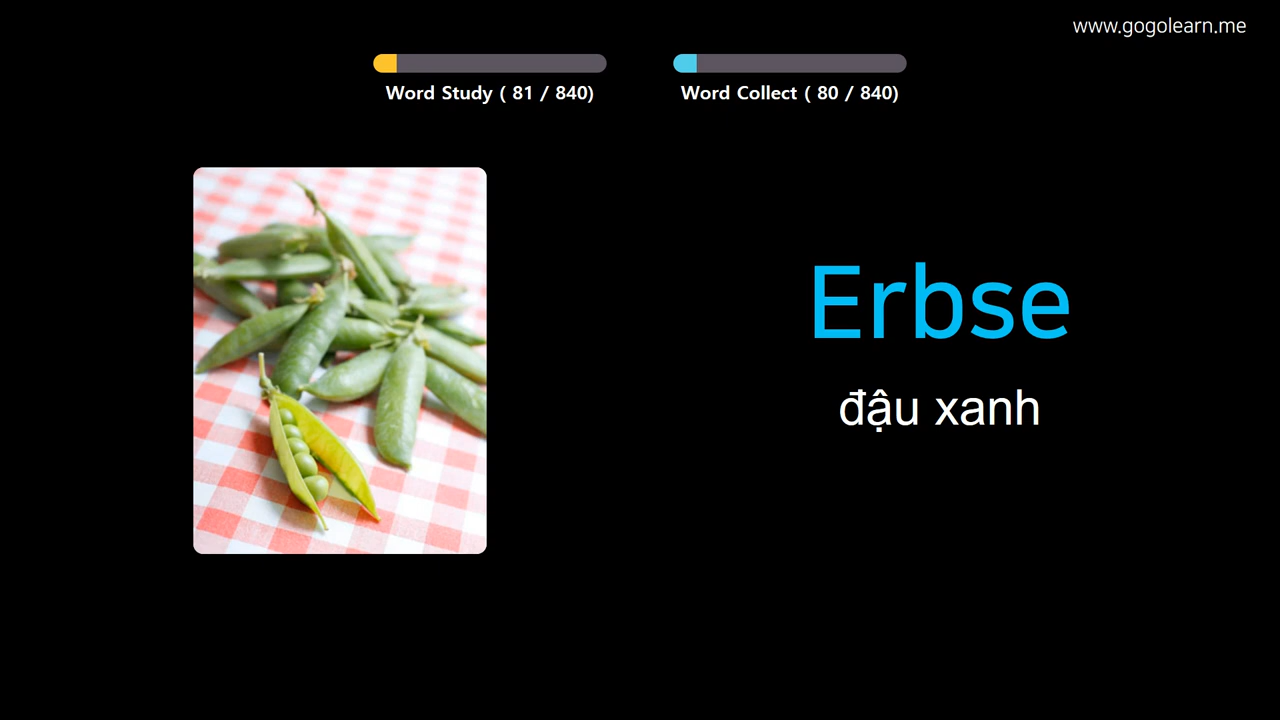 www.gogolearn.me
Word Study ( 81 / 840)
Word Collect ( 80 / 840)
Erbse
đậu xanh